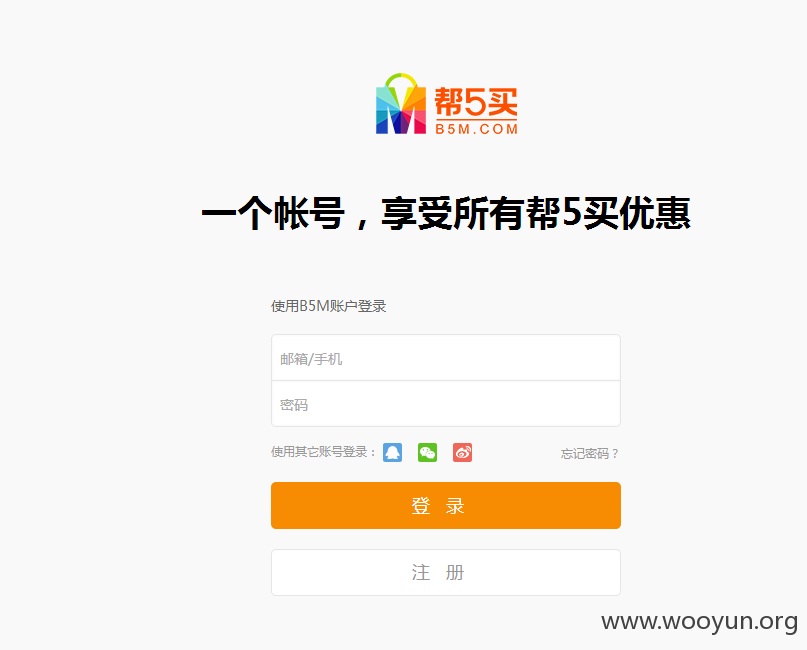 帮5买
B5M.COM
一个帐号，享受所有帮5买优惠
使用B5M账户登录
邮箱/手机
密码
使用其它账号登录：
忘记密码？
登 录
注 册
www.wooyun.org